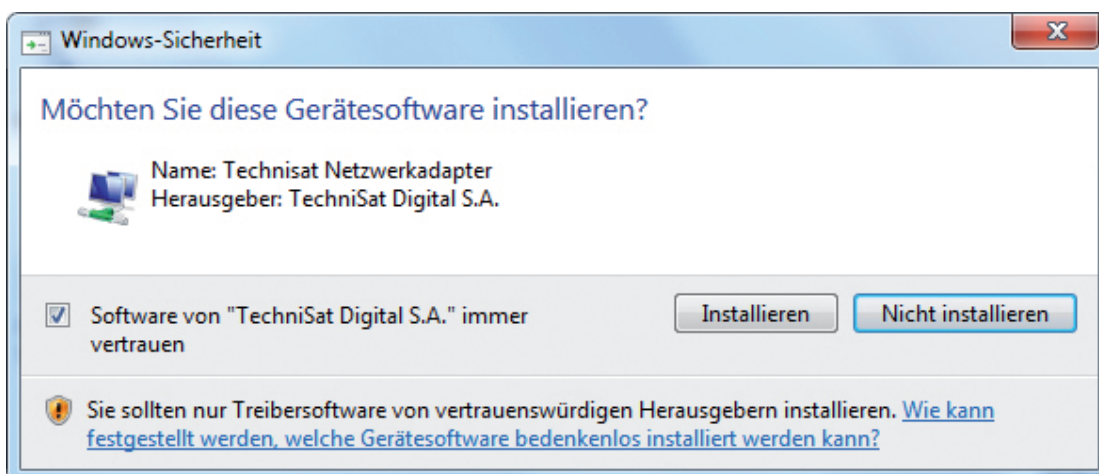 Windows-Sicherheit
Möchten Sie diese Gerätesoftware installieren?
Name: Technisat Netzwerkadapter
Herausgeber: TechniSat Digital S.A.
Software von "TechniSat Digital S.A." immer
vertrauen
Installieren
Nicht installieren
Sie sollten nur Treibersoftware von vertrauenswürdigen Herausgebern installieren. Wie kann
festgestellt werden, welche Gerätesoftware bedenkenlos installiert werden kann?